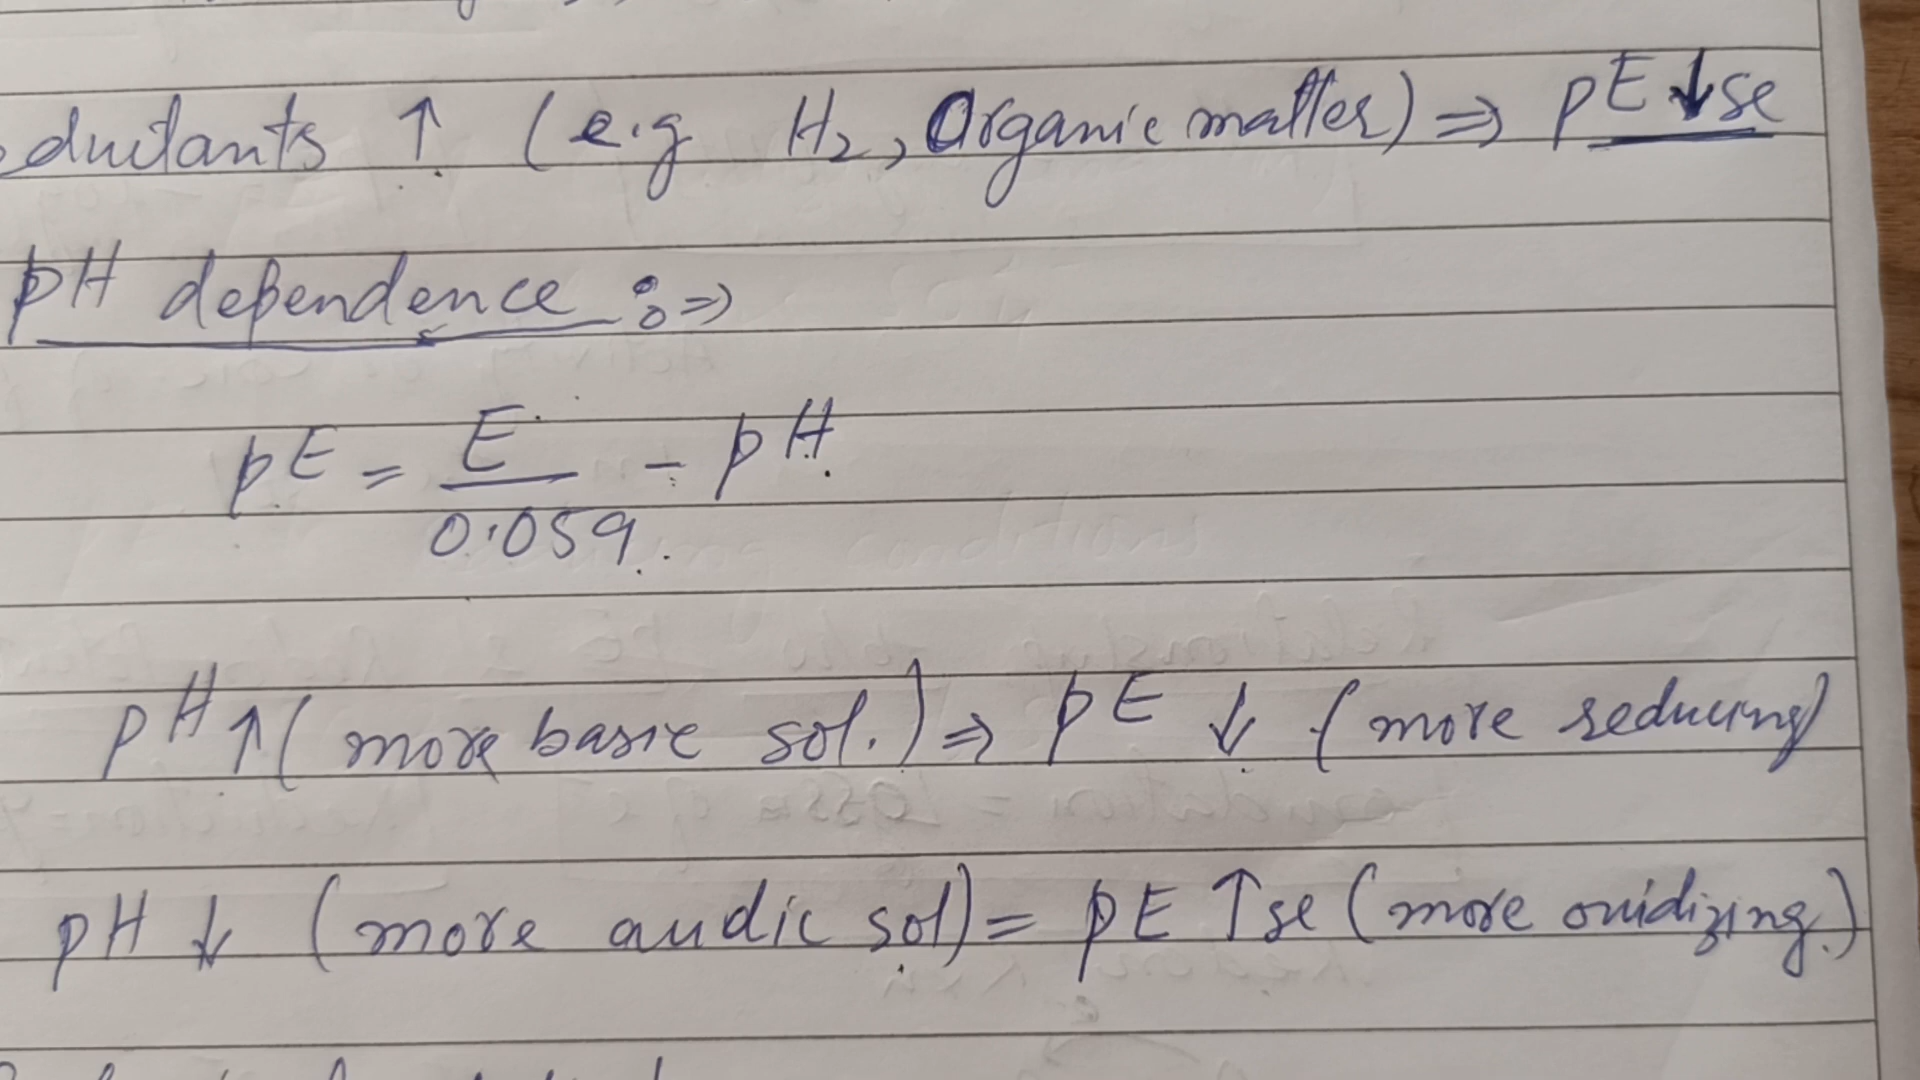 ductants ↑ (e.g H₂, Organic matter) ⇒ pE ↓se
pH dependence :⇒
pE = E/0.059 - pH
pH ↑ (more basic sol.) ⇒ pE ↓ (more reducing)
pH ↓ (more acidic sol) = pE ↑se (more oxidizing.)